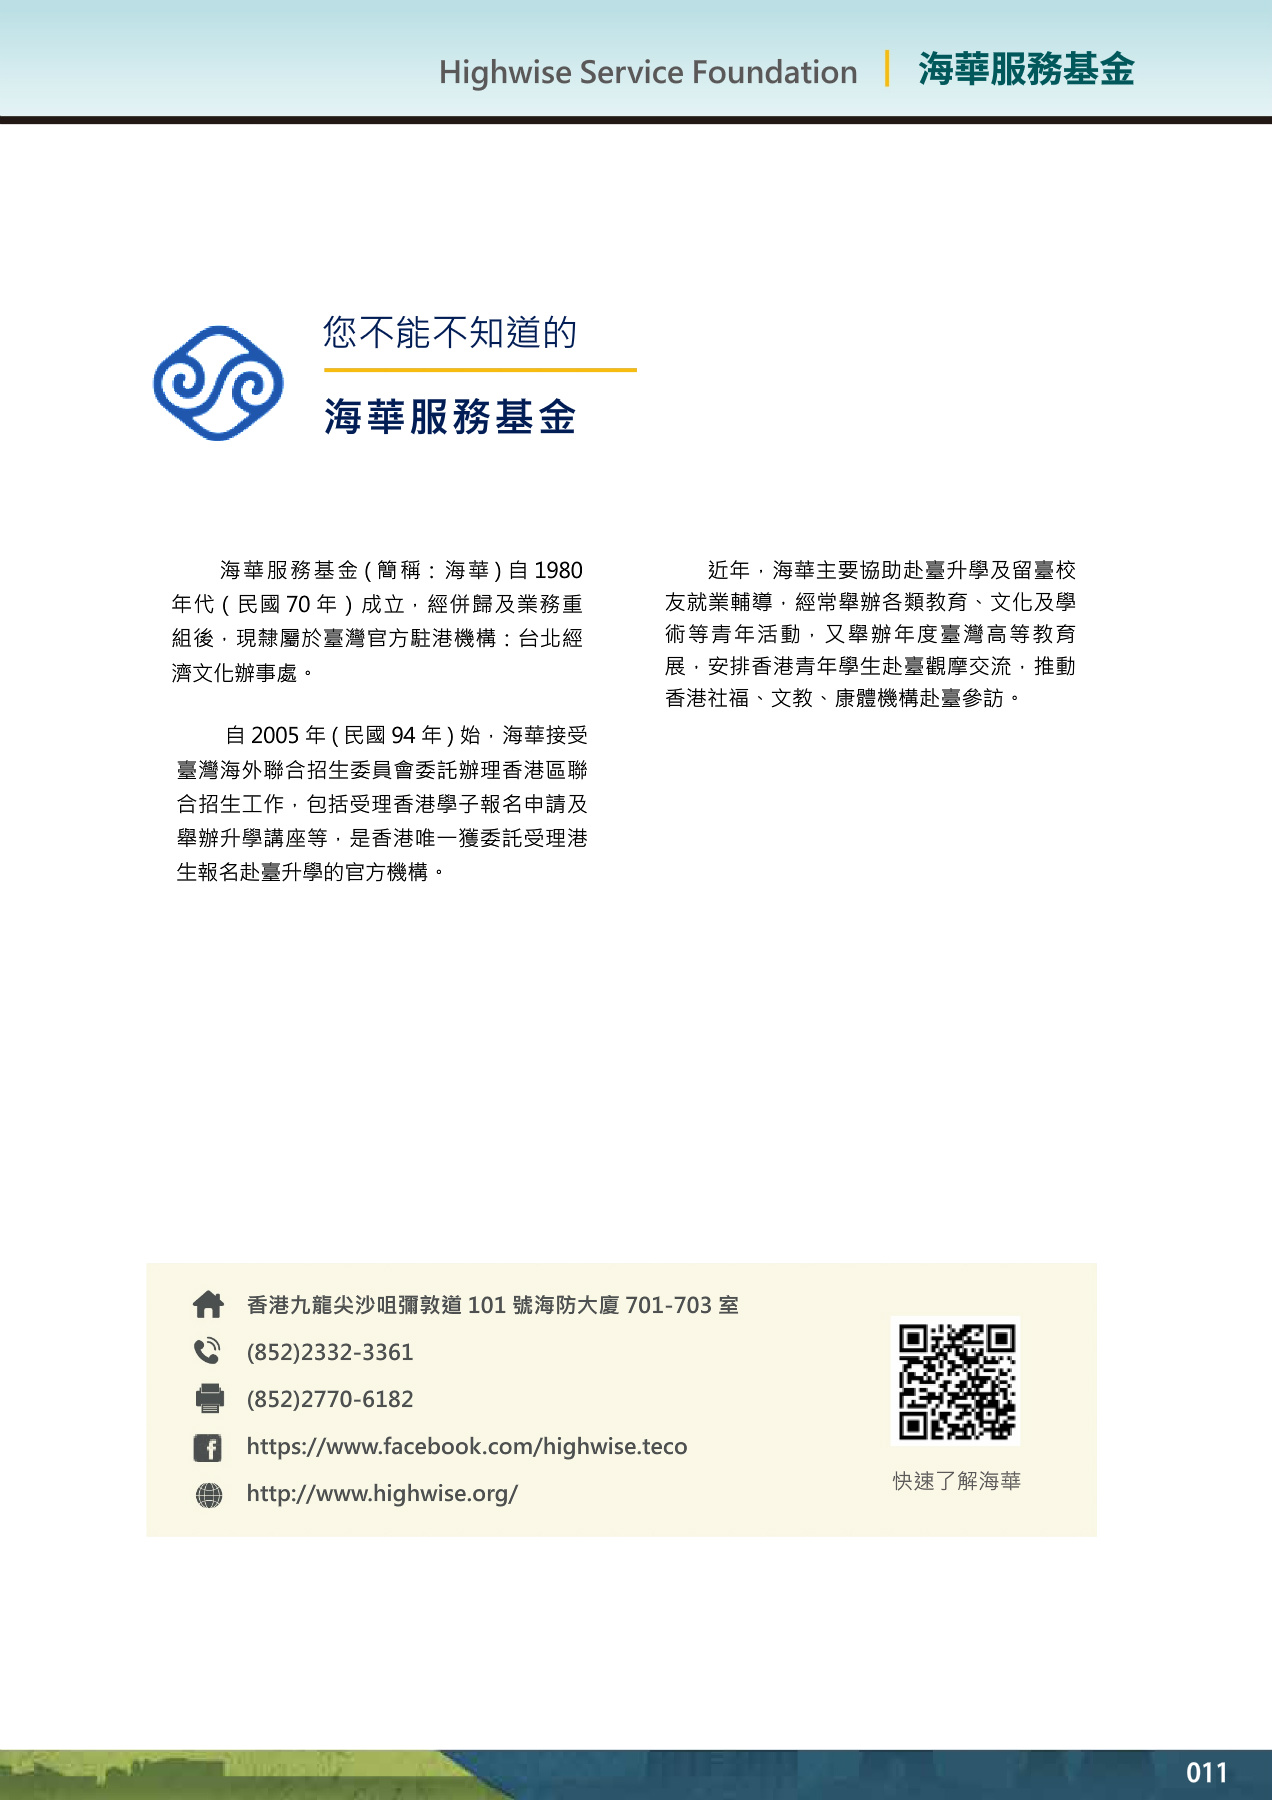 Highwise Service Foundation | 海華服務基金
您不能不知道的
海華服務基金
海華服務基金(簡稱：海華)自1980
年代(民國70年)成立，經併歸及業務重
組後，現隸屬於臺灣官方駐港機構：台北經
濟文化辦事處。
自2005年(民國94年)始，海華接受
臺灣海外聯合招生委員會委託辦理香港區聯
合招生工作，包括受理香港學子報名申請及
舉辦升學講座等，是香港唯一獲委託受理港
生報名赴臺升學的官方機構。
近年，海華主要協助赴臺升學及留臺校
友就業輔導，經常舉辦各類教育、文化及學
術等青年活動，又舉辦年度臺灣高等教育
展，安排香港青年學生赴臺觀摩交流，推動
香港社福、文教、康體機構赴臺參訪。
香港九龍尖沙咀彌敦道101號海防大廈701-703室
(852)2332-3361
(852)2770-6182
https://www.facebook.com/highwise.teco
http://www.highwise.org/
快速了解海華
011